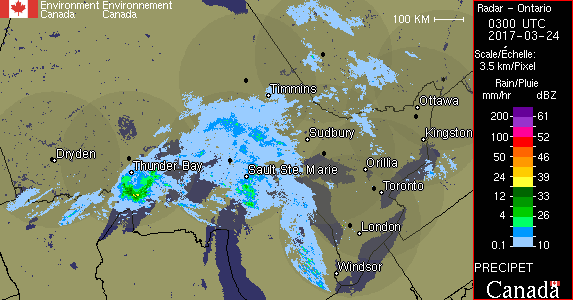 Environment Environnement
Canada Canada
100 KM
Timmins
Ottawa
Sudbury
Kingston
Dryden
Thunder Bay
Sault Ste. Marie
Orillia
Toronto
London
Windsor
Radar - Ontario
0300 UTC
2017-03-24
Scale/Échelle:
3.5 km/Pixel
Rain/Pluie
mm/hr dBZ
200 61
100 52
50 46
24 39
12 33
4 26
0.1 10
PRECIPET
Canada